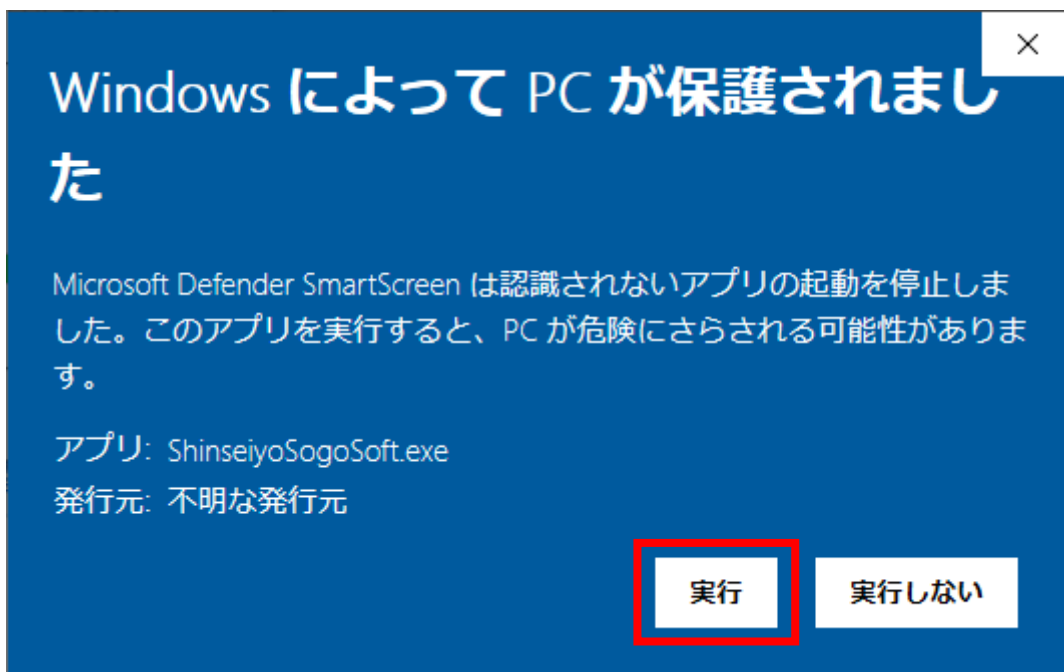 Windows によって PC が保護されまし
た
Microsoft Defender SmartScreen は認識されないアプリの起動を停止しま
した。このアプリを実行すると、PC が危険にさらされる可能性がありま
す。
アプリ: ShinseiyoSogoSoft.exe
発行元: 不明な発行元
実行 実行しない